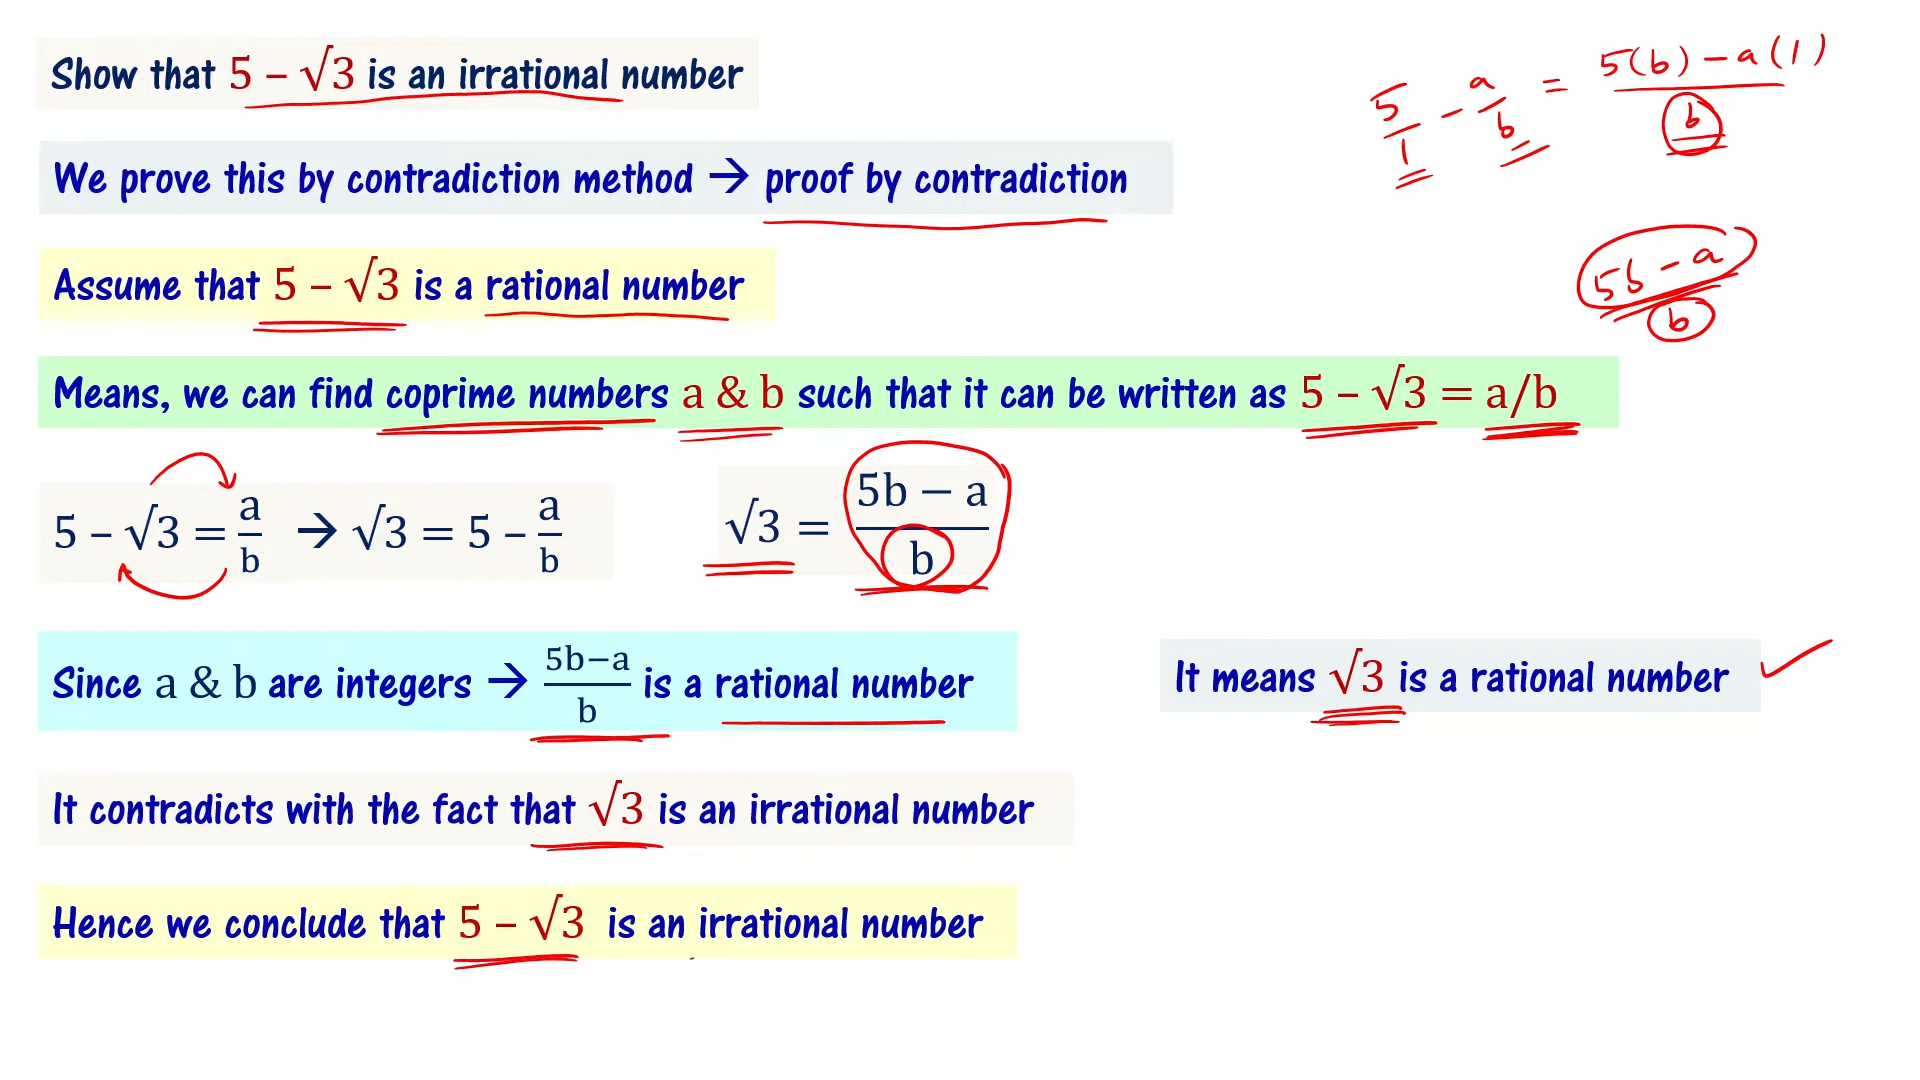 Show that 5 – √3 is an irrational number
5/1 - a/b = 5(b) - a(1) / b
We prove this by contradiction method → proof by contradiction
5b - a / b
Assume that 5 – √3 is a rational number
Means, we can find coprime numbers a & b such that it can be written as 5 – √3 = a/b
5 – √3 = a/b → √3 = 5 – a/b
√3 = 5b – a / b
Since a & b are integers → 5b–a / b is a rational number
It means √3 is a rational number
It contradicts with the fact that √3 is an irrational number
Hence we conclude that 5 – √3 is an irrational number